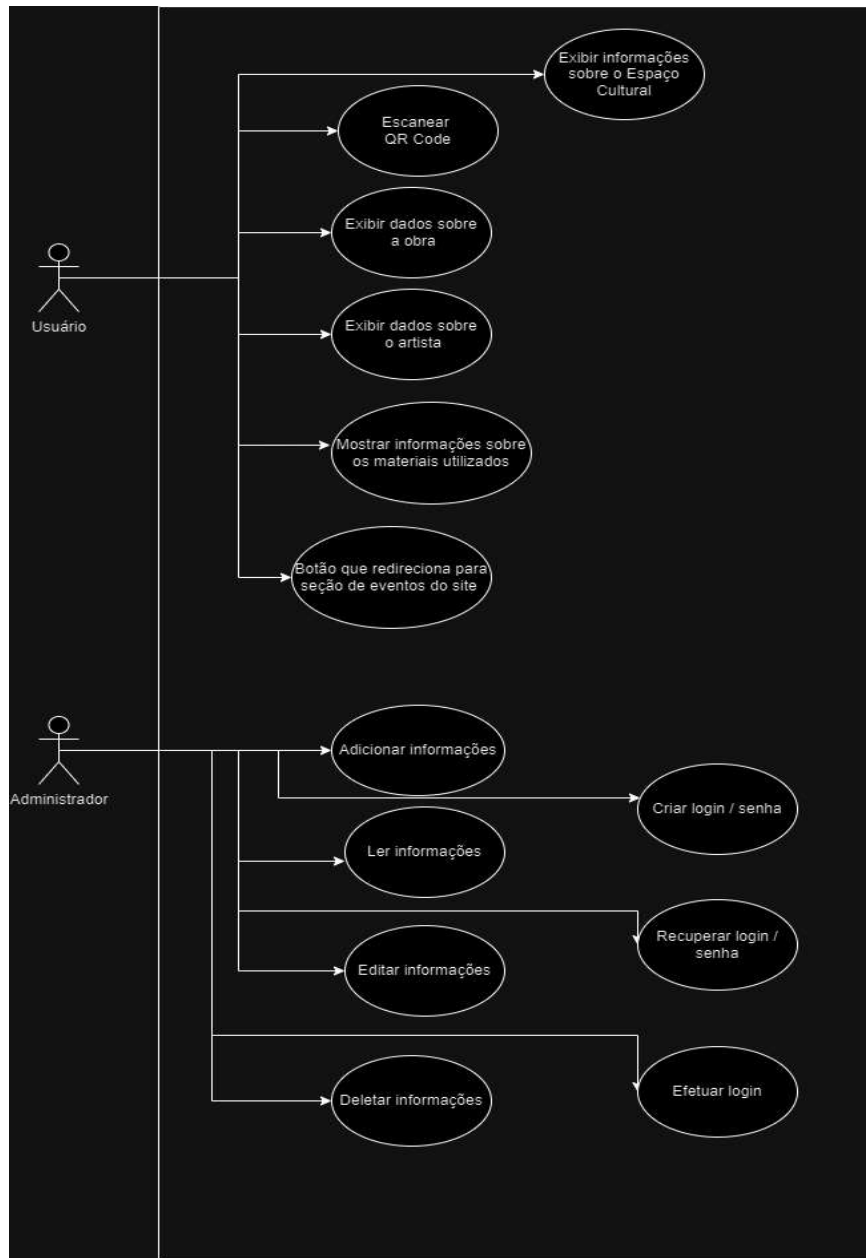 Exibir informações
sobre o Espaço
Cultural
Escanear
QR Code
Exibir dados sobre
a obra
Usuário
Exibir dados sobre
o artista
Mostrar informações sobre
os materiais utilizados
Botão que redireciona para
seção de eventos do site
Adicionar informações
Administrador
Criar login / senha
Ler informações
Recuperar login /
senha
Editar informações
Efetuar login
Deletar informações